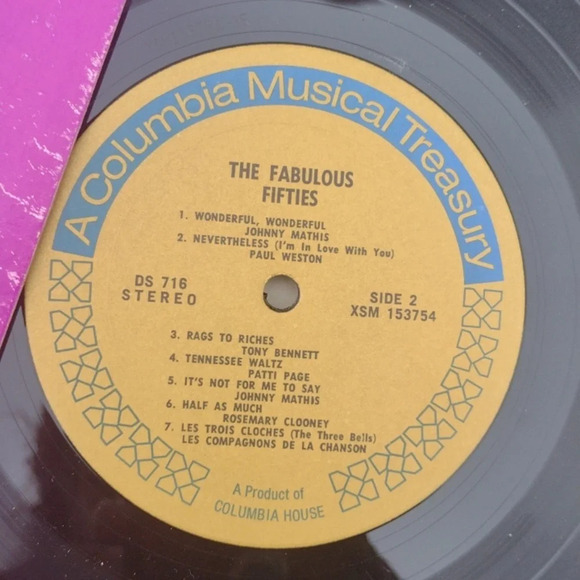 A Columbia Musical Treasury
THE FABULOUS
FIFTIES
1. WONDERFUL, WONDERFUL
JOHNNY MATHIS
2. NEVERTHELESS (I'm In Love With You)
PAUL WESTON
DS 716
STEREO
SIDE 2
XSM 153754
3. RAGS TO RICHES
TONY BENNETT
4. TENNESSEE WALTZ
PATTI PAGE
5. IT'S NOT FOR ME TO SAY
JOHNNY MATHIS
6. HALF AS MUCH
ROSEMARY CLOONEY
7. LES TROIS CLOCHES (The Three Bells)
LES COMPAGNONS DE LA CHANSON
A Product of
COLUMBIA HOUSE